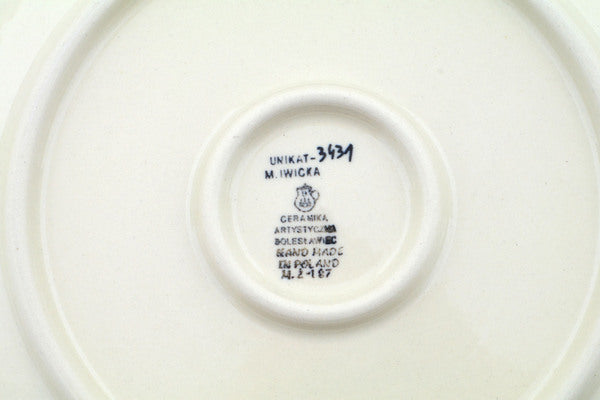 UNIKAT-3431
M. IWICKA
CERAMIKA
ARTYSTYCZNA
BOLESŁAWIEC
HAND MADE
IN POLAND